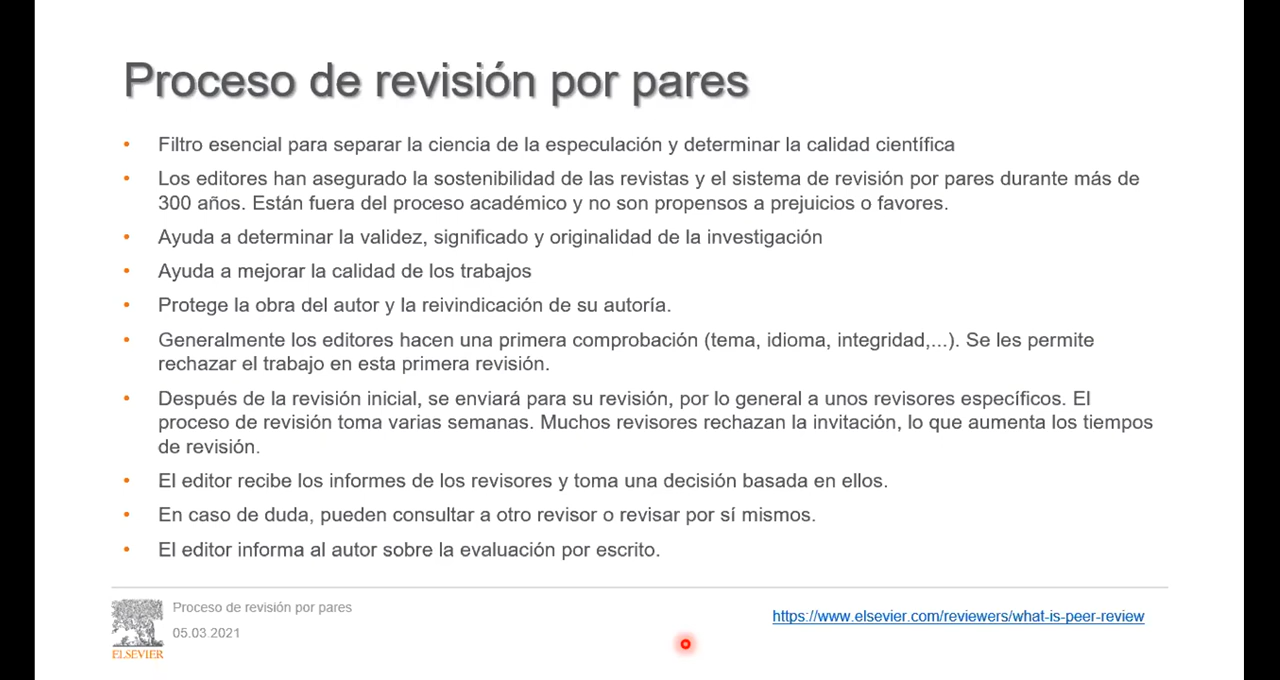 Proceso de revisión por pares
• Filtro esencial para separar la ciencia de la especulación y determinar la calidad científica
• Los editores han asegurado la sostenibilidad de las revistas y el sistema de revisión por pares durante más de
300 años. Están fuera del proceso académico y no son propensos a prejuicios o favores.
• Ayuda a determinar la validez, significado y originalidad de la investigación
• Ayuda a mejorar la calidad de los trabajos
• Protege la obra del autor y la reivindicación de su autoría.
• Generalmente los editores hacen una primera comprobación (tema, idioma, integridad,...). Se les permite
rechazar el trabajo en esta primera revisión.
• Después de la revisión inicial, se enviará para su revisión, por lo general a unos revisores específicos. El
proceso de revisión toma varias semanas. Muchos revisores rechazan la invitación, lo que aumenta los tiempos
de revisión.
• El editor recibe los informes de los revisores y toma una decisión basada en ellos.
• En caso de duda, pueden consultar a otro revisor o revisar por sí mismos.
• El editor informa al autor sobre la evaluación por escrito.
Proceso de revisión por pares
05.03.2021
ELSEVIER
https://www.elsevier.com/reviewers/what-is-peer-review